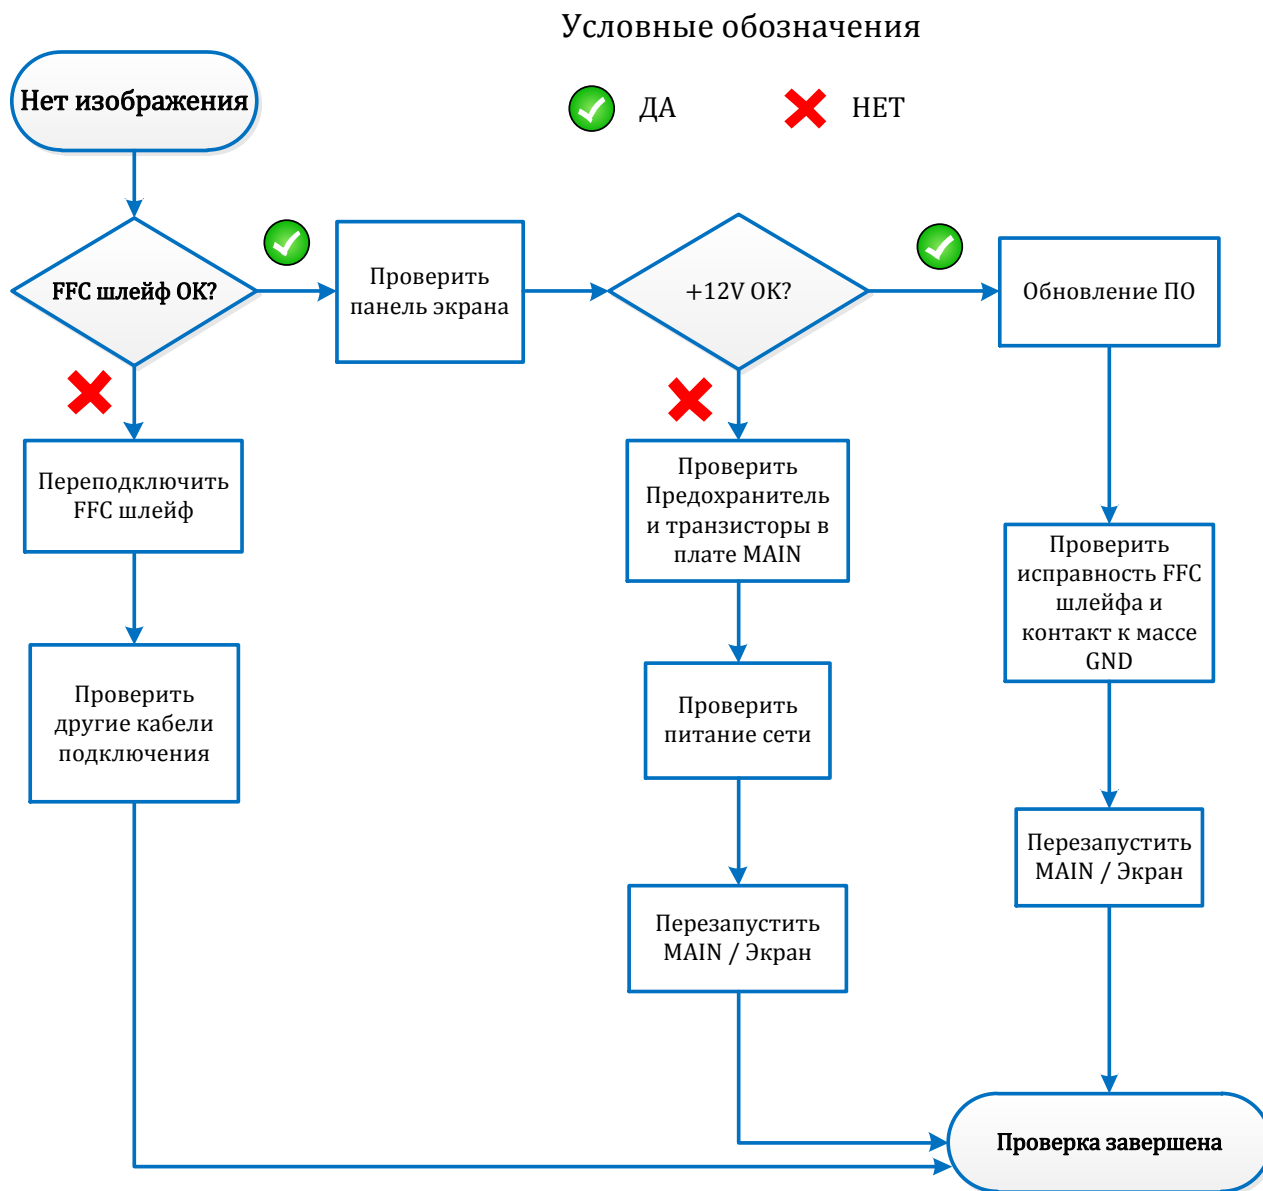 Условные обозначения
ДА
НЕТ
Нет изображения
FFC шлейф ОК?
Проверить
панель экрана
+12V ОК?
Обновление ПО
Переподключить
FFC шлейф
Проверить
Предохранитель
и транзисторы в
плате MAIN
Проверить
исправность FFC
шлейфа и
контакт к массе
GND
Проверить
другие кабели
подключения
Проверить
питание сети
Перезапустить
MAIN / Экран
Перезапустить
MAIN / Экран
Проверка завершена